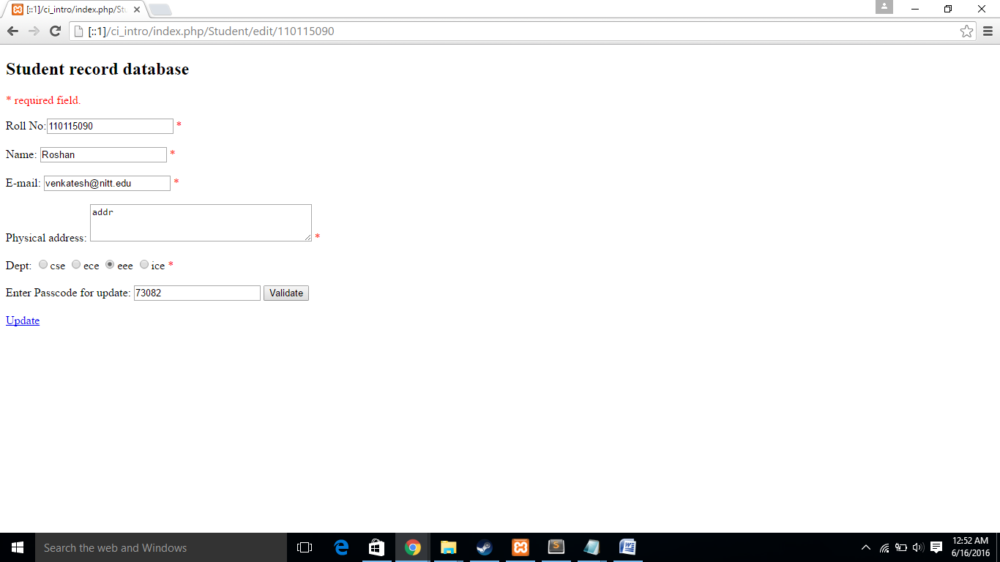 [::1]/ci_intro/index.php/Stu
[::1]/ci_intro/index.php/Student/edit/110115090
Student record database
* required field.
Roll No: 110115090 *
Name: Roshan *
E-mail: venkatesh@nitt.edu *
addr
Physical address: *
Dept: cse ece eee ice *
Enter Passcode for update: 73082 Validate
Update
Search the web and Windows
12:52 AM
6/16/2016